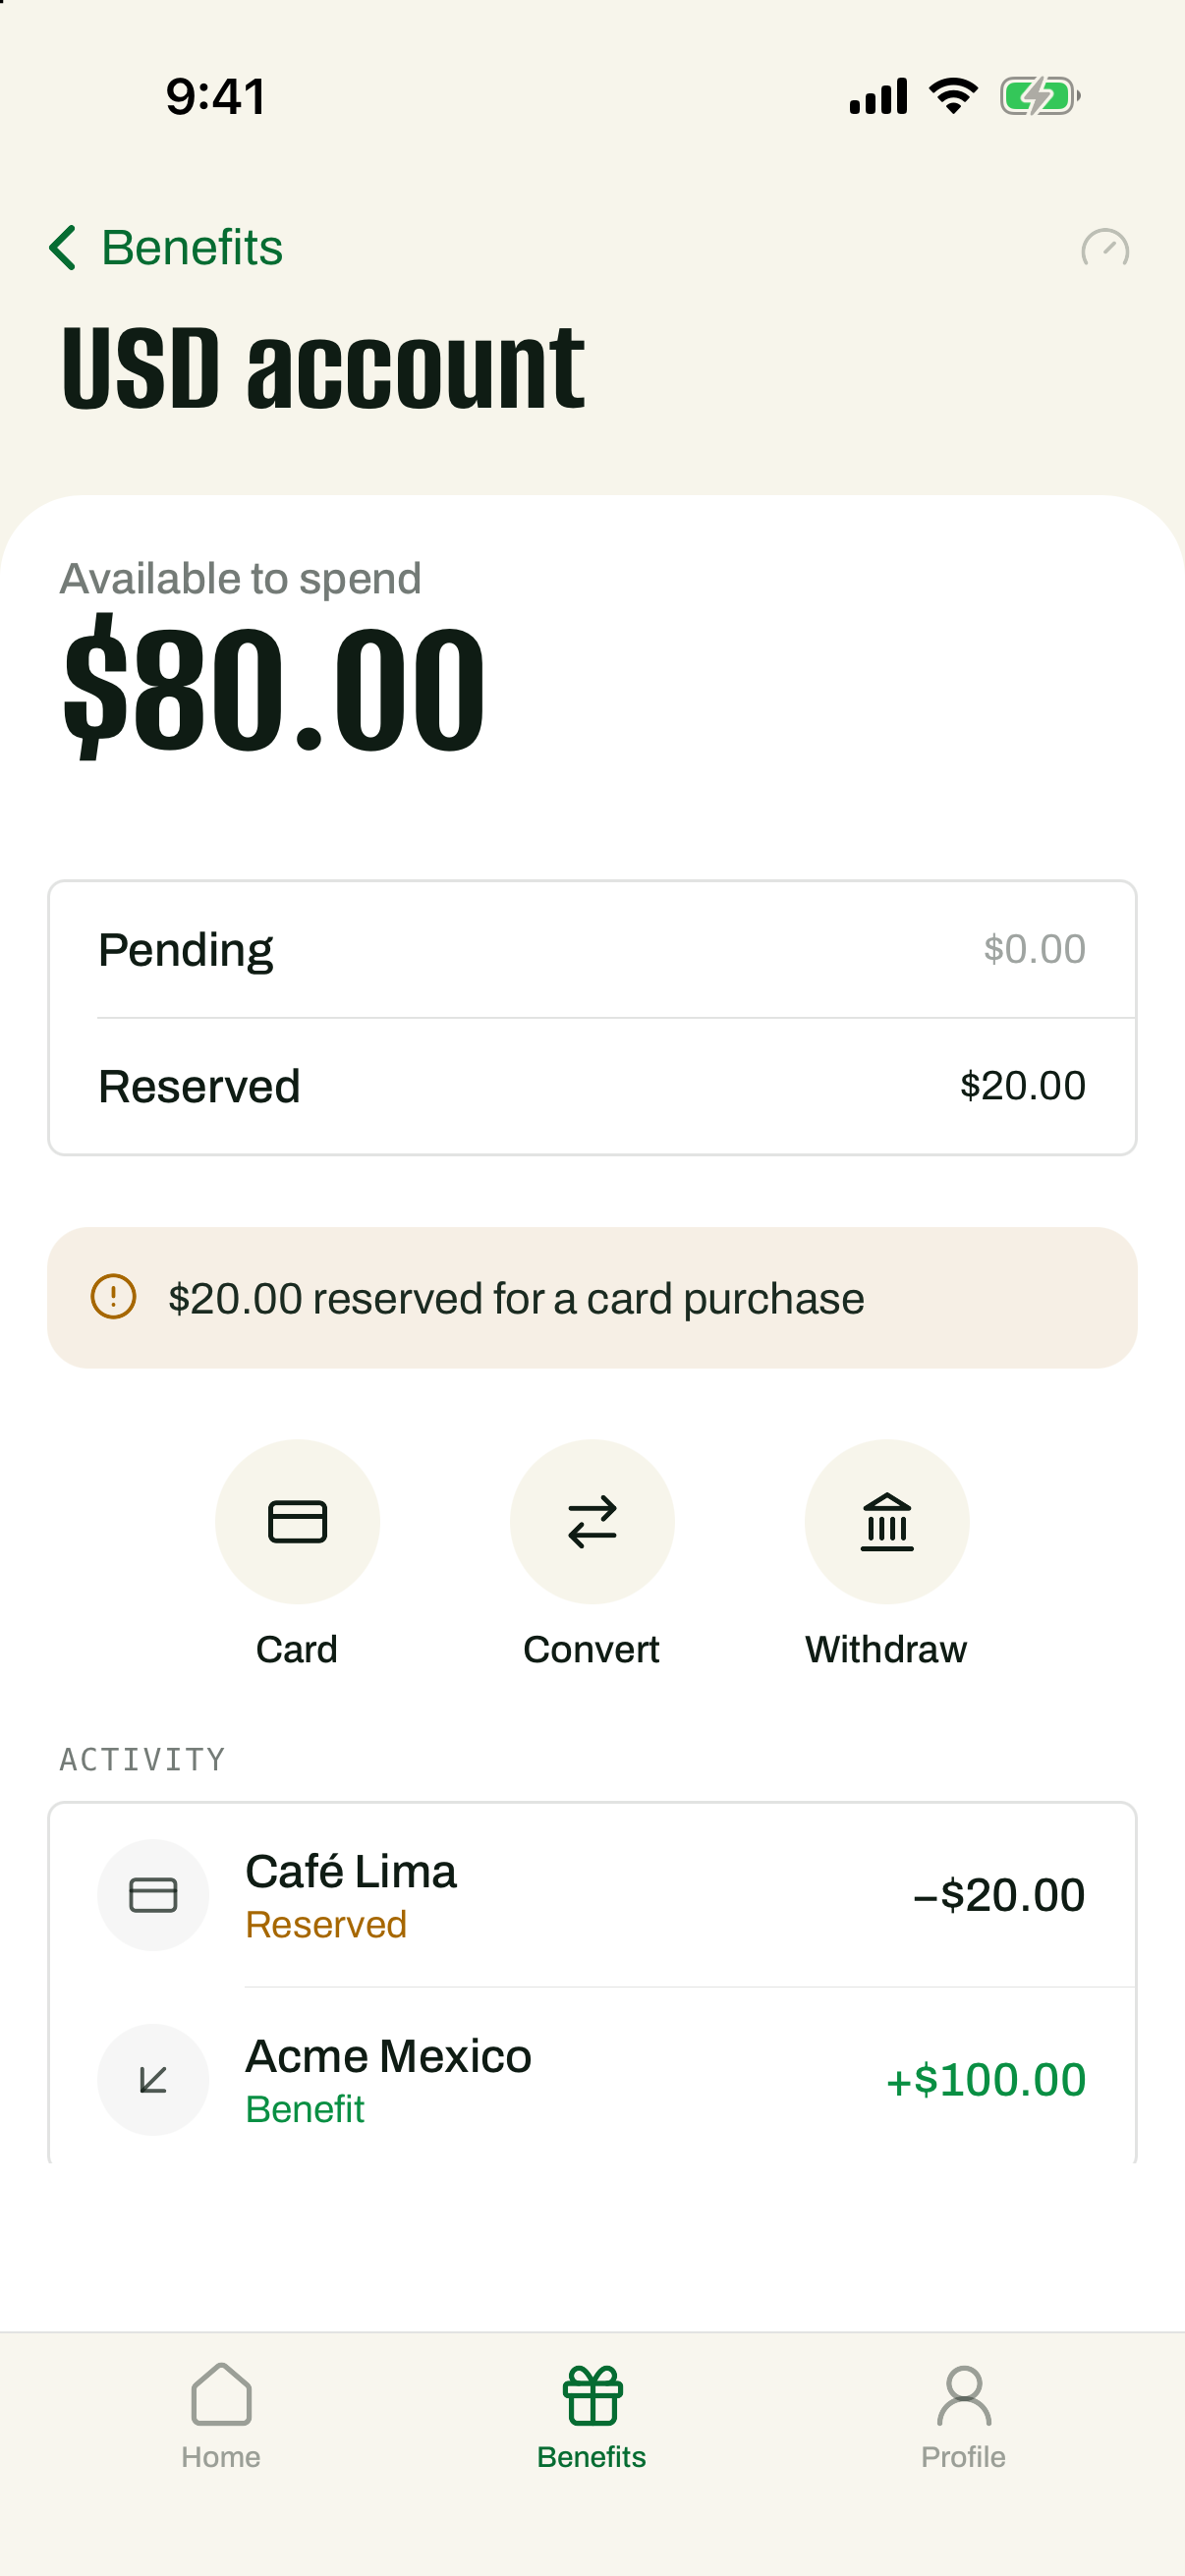 9:41
Benefits
USD account
Available to spend
$80.00
Pending $0.00
Reserved $20.00
$20.00 reserved for a card purchase
Card Convert Withdraw
ACTIVITY
Café Lima
Reserved
–$20.00
Acme Mexico
Benefit
+$100.00
Home Benefits Profile